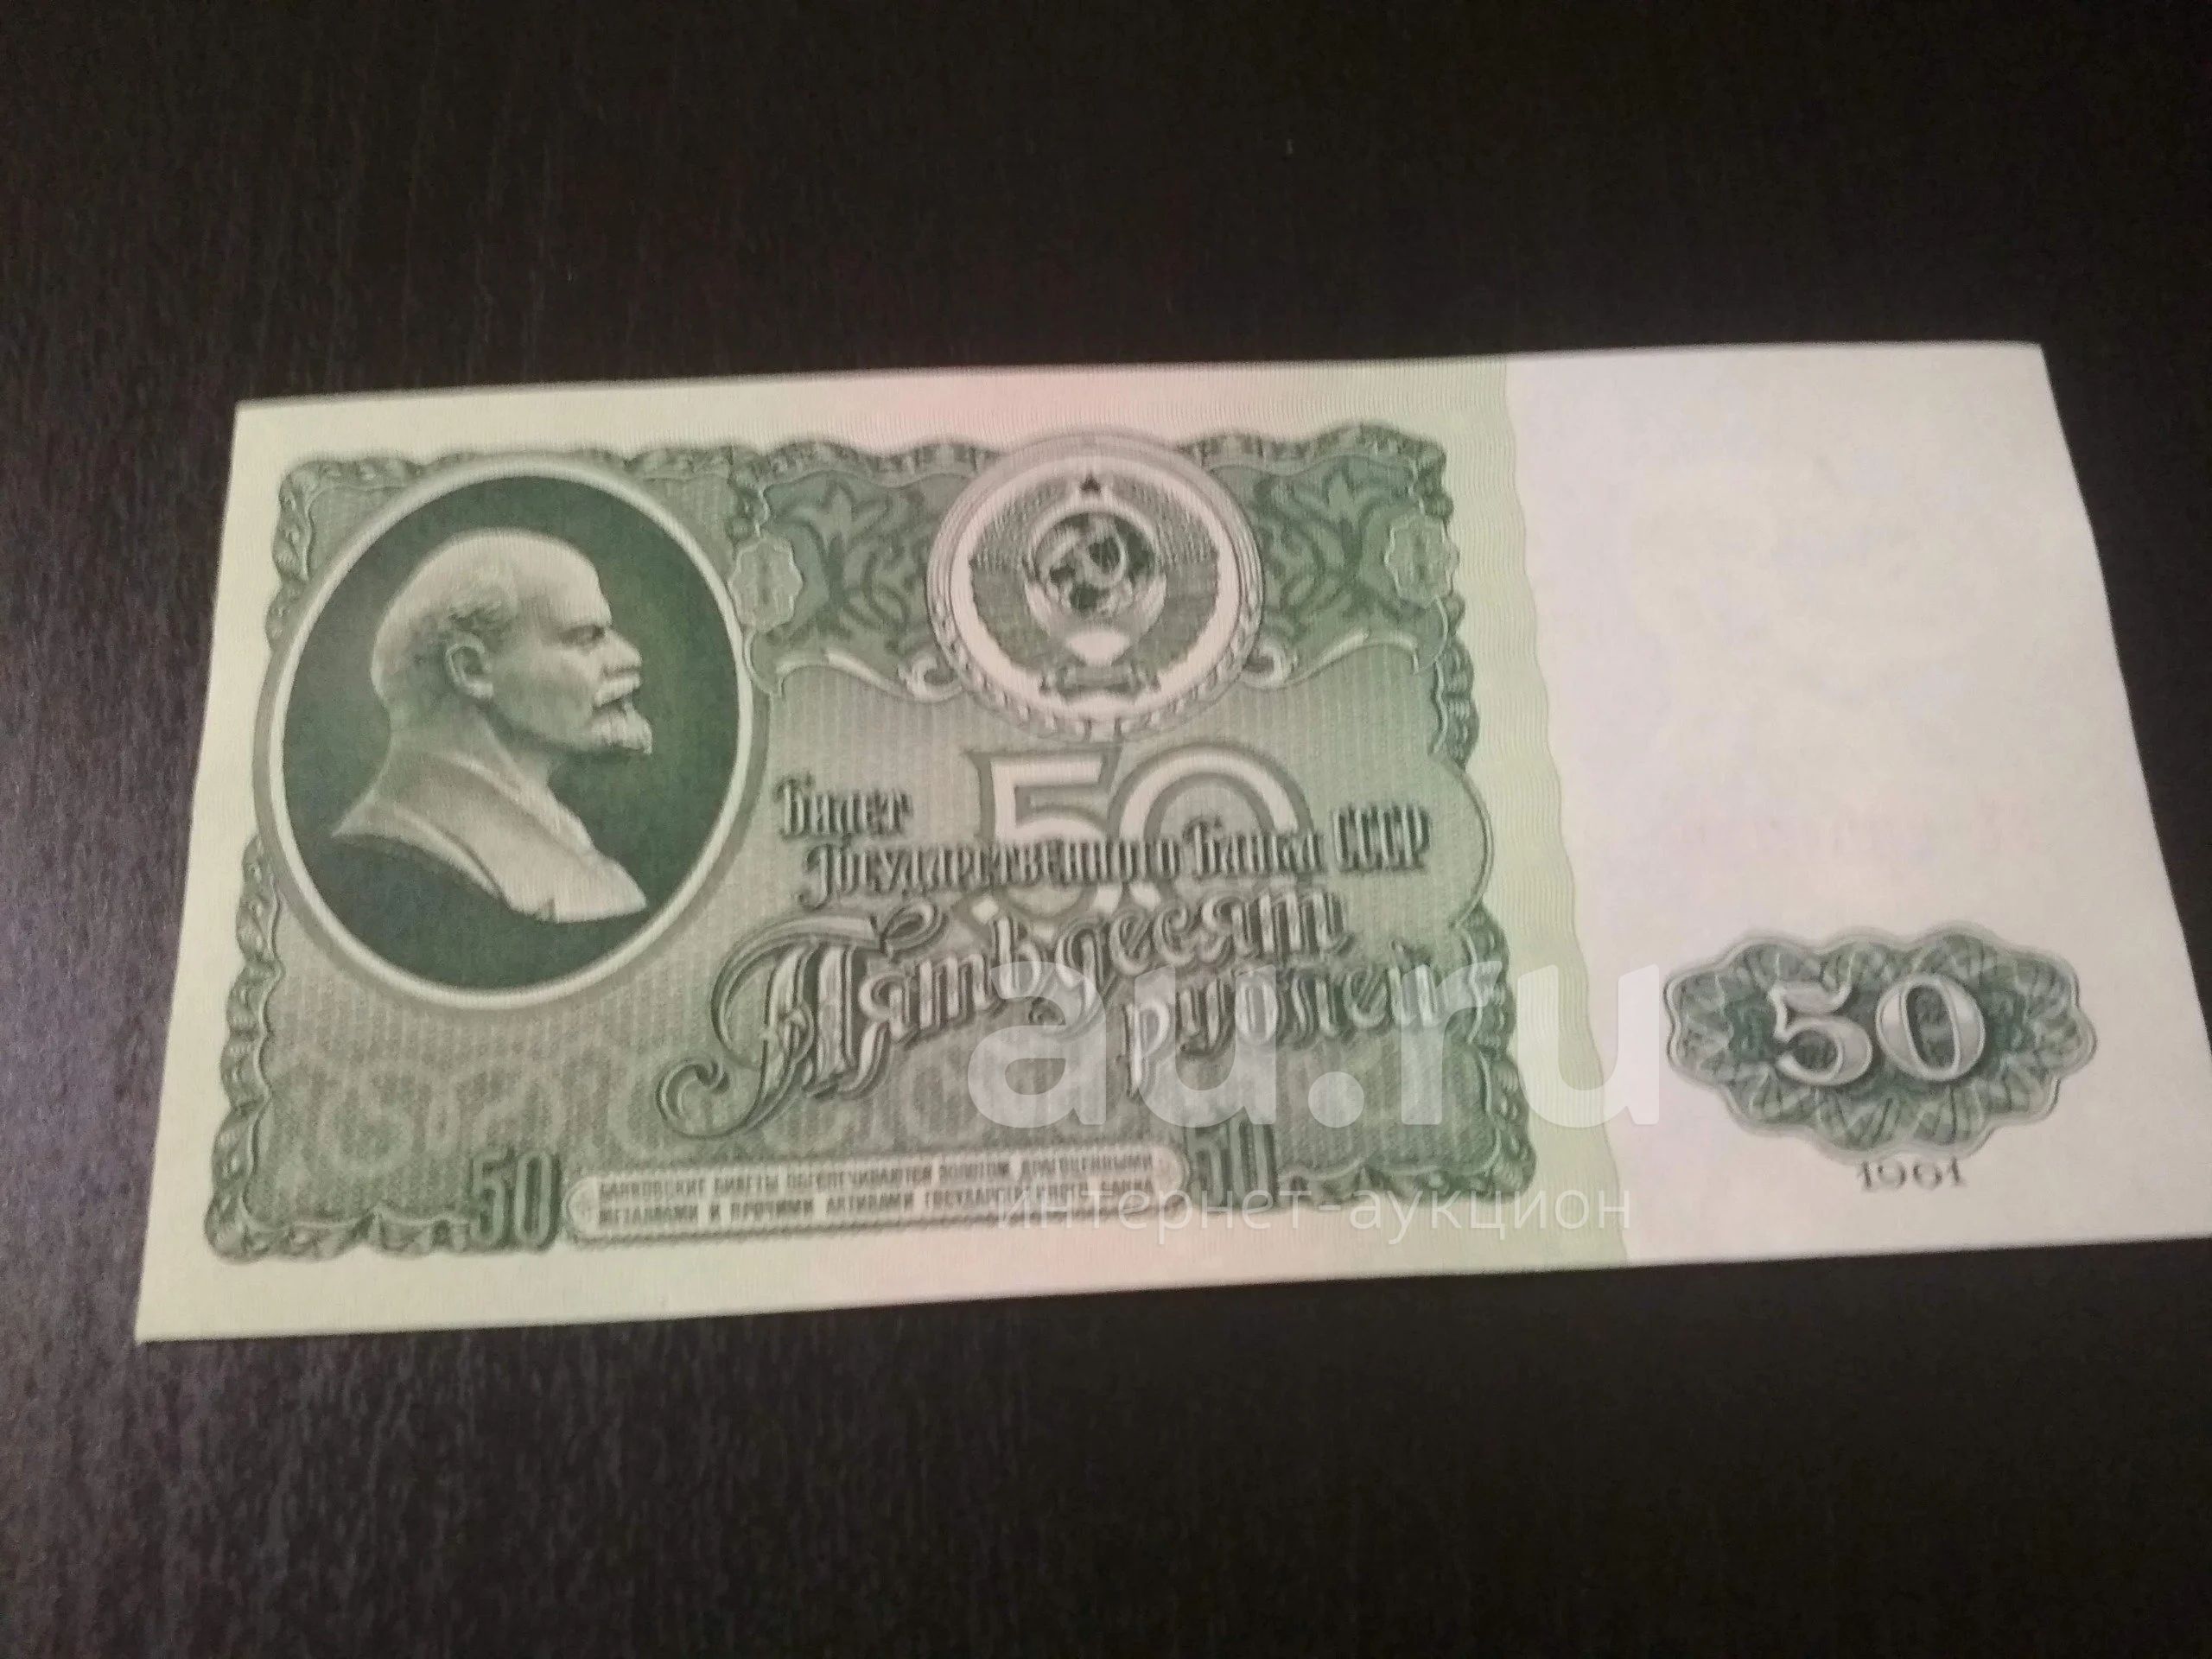 50
Билет
Государственного Банка СССР
Пятьдесят
рублей
50
БАНКОВСКИЕ БИЛЕТЫ ОБЕСПЕЧИВАЮТСЯ ЗОЛОТОМ, ДРАГОЦЕННЫМИ
МЕТАЛЛАМИ И ПРОЧИМИ АКТИВАМИ ГОСУДАРСТВЕННОГО БАНКА
50
50
1961
au.ru
интернет-аукцион